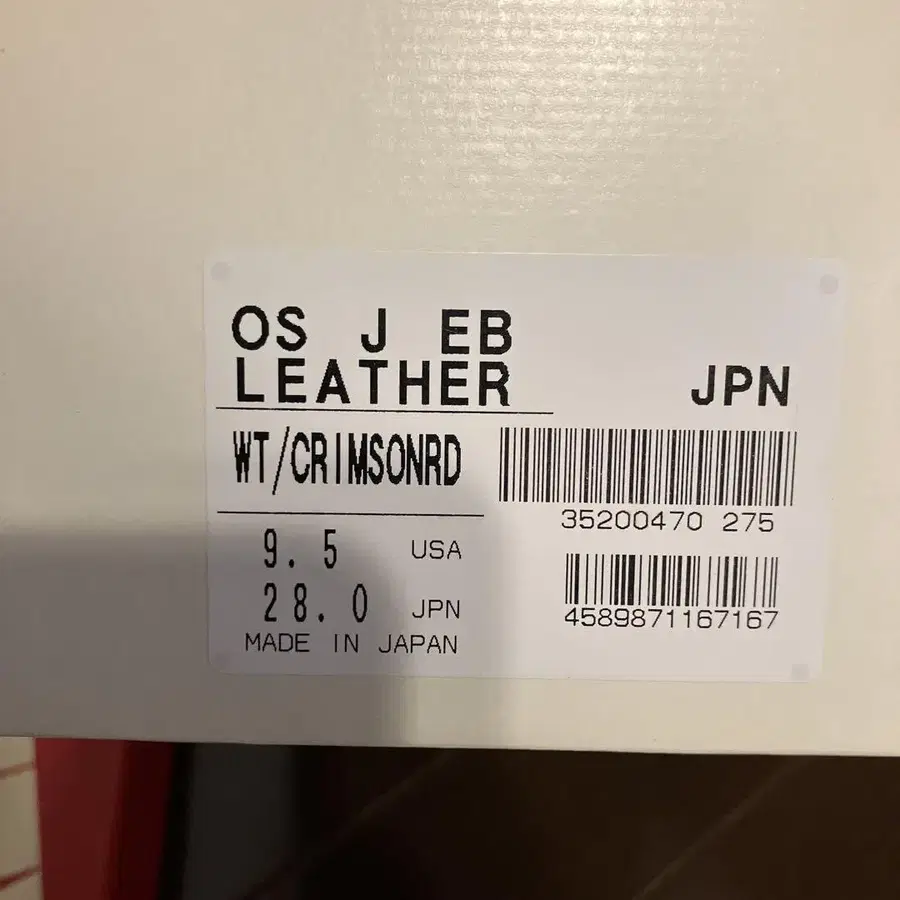 OS J EB
LEATHER JPN
WT/CRIMSONRD
35200470 275
9.5 USA
28.0 JPN
4589871167167
MADE IN JAPAN